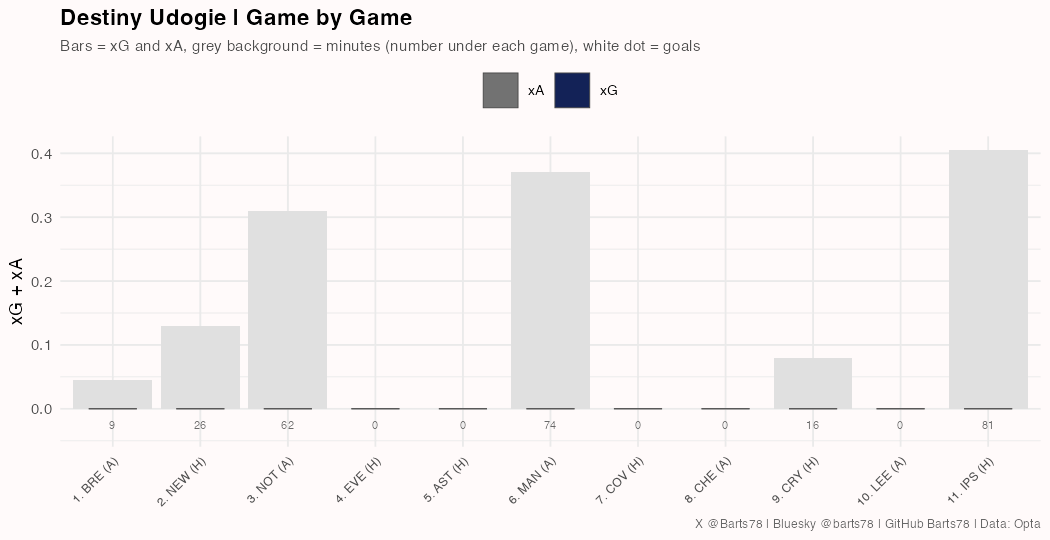 Destiny Udogie | Game by Game
Bars = xG and xA, grey background = minutes (number under each game), white dot = goals
xA xG
xG + xA
0.4
0.3
0.2
0.1
0.0
9 26 62 0 0 74 0 0 16 0 81
1. BRE (A) 2. NEW (H) 3. NOT (A) 4. EVE (H) 5. AST (H) 6. MAN (A) 7. COV (H) 8. CHE (A) 9. CRY (H) 10. LEE (A) 11. IPS (H)
X @Barts78 | Bluesky @barts78 | GitHub Barts78 | Data: Opta